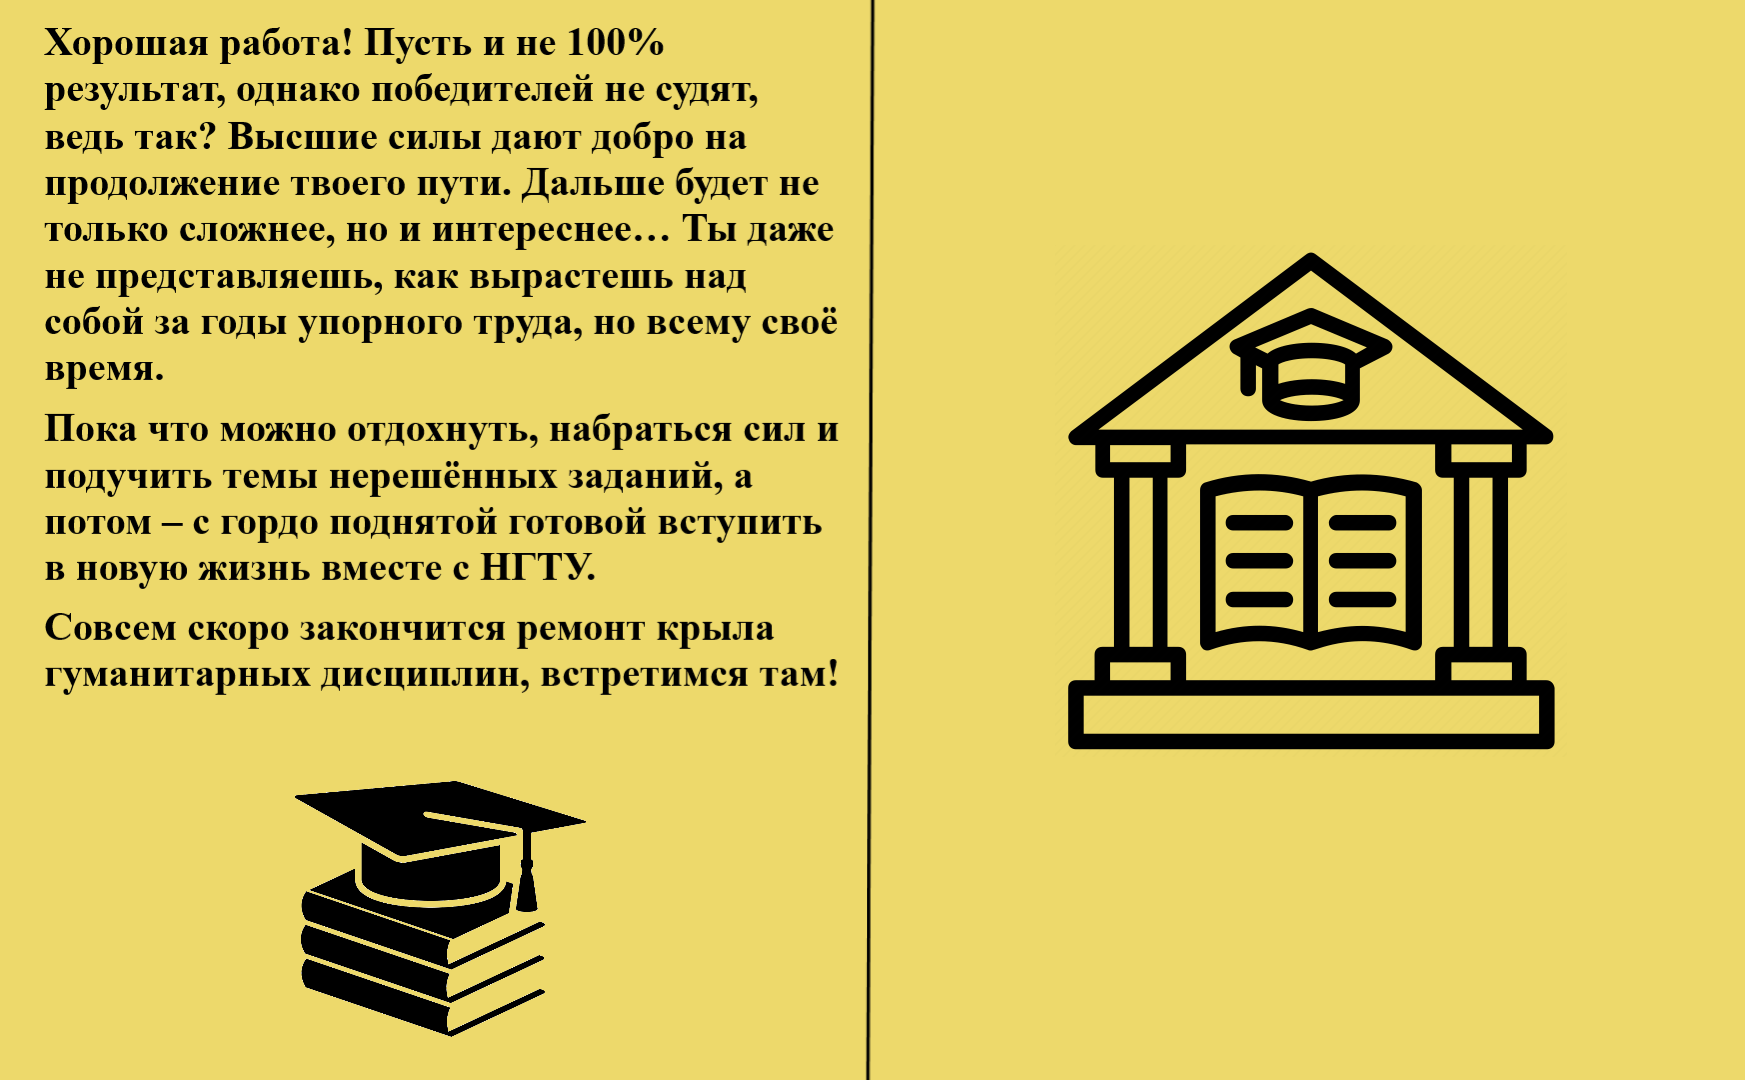 Хорошая работа! Пусть и не 100%
результат, однако победителей не судят,
ведь так? Высшие силы дают добро на
продолжение твоего пути. Дальше будет не
только сложнее, но и интереснее… Ты даже
не представляешь, как вырастешь над
собой за годы упорного труда, но всему своё
время.
Пока что можно отдохнуть, набраться сил и
подучить темы нерешённых заданий, а
потом – с гордо поднятой готовой вступить
в новую жизнь вместе с НГТУ.
Совсем скоро закончится ремонт крыла
гуманитарных дисциплин, встретимся там!